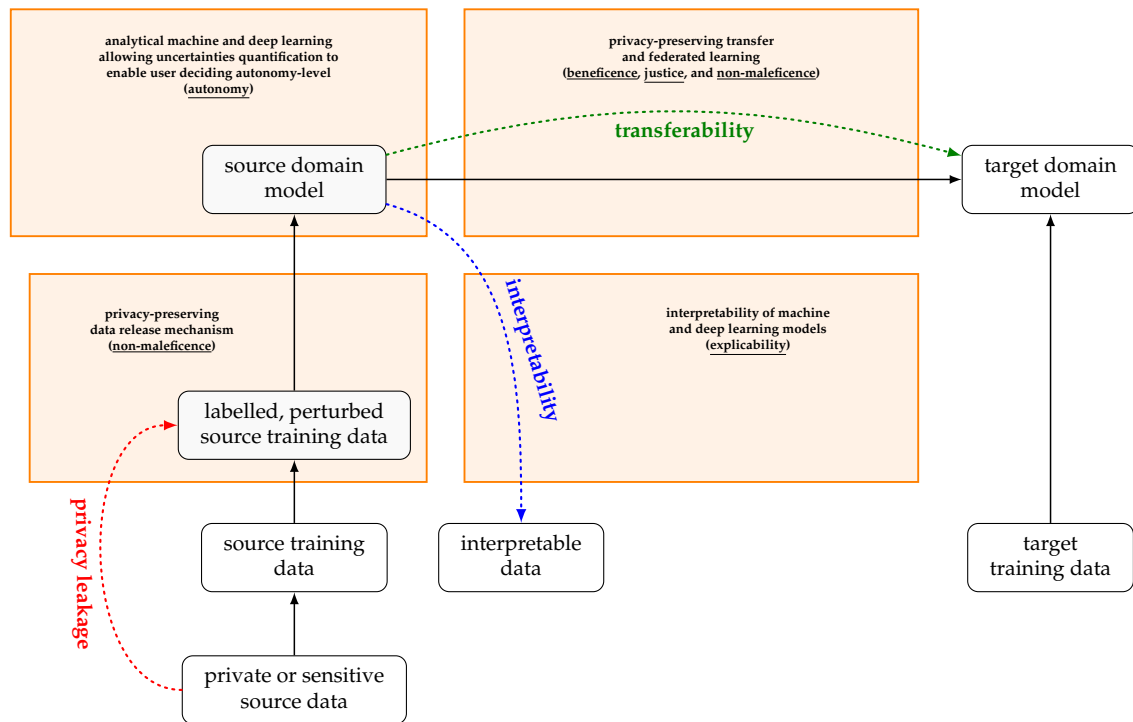 analytical machine and deep learning
allowing uncertainties quantification to
enable user deciding autonomy-level
(autonomy)
privacy-preserving transfer
and federated learning
(beneficence, justice, and non-maleficence)
transferability
source domain
model
target domain
model
interpretability
privacy-preserving
data release mechanism
(non-maleficence)
interpretability of machine
and deep learning models
(explicability)
labelled, perturbed
source training data
privacy leakage
source training
data
interpretable
data
target
training data
private or sensitive
source data